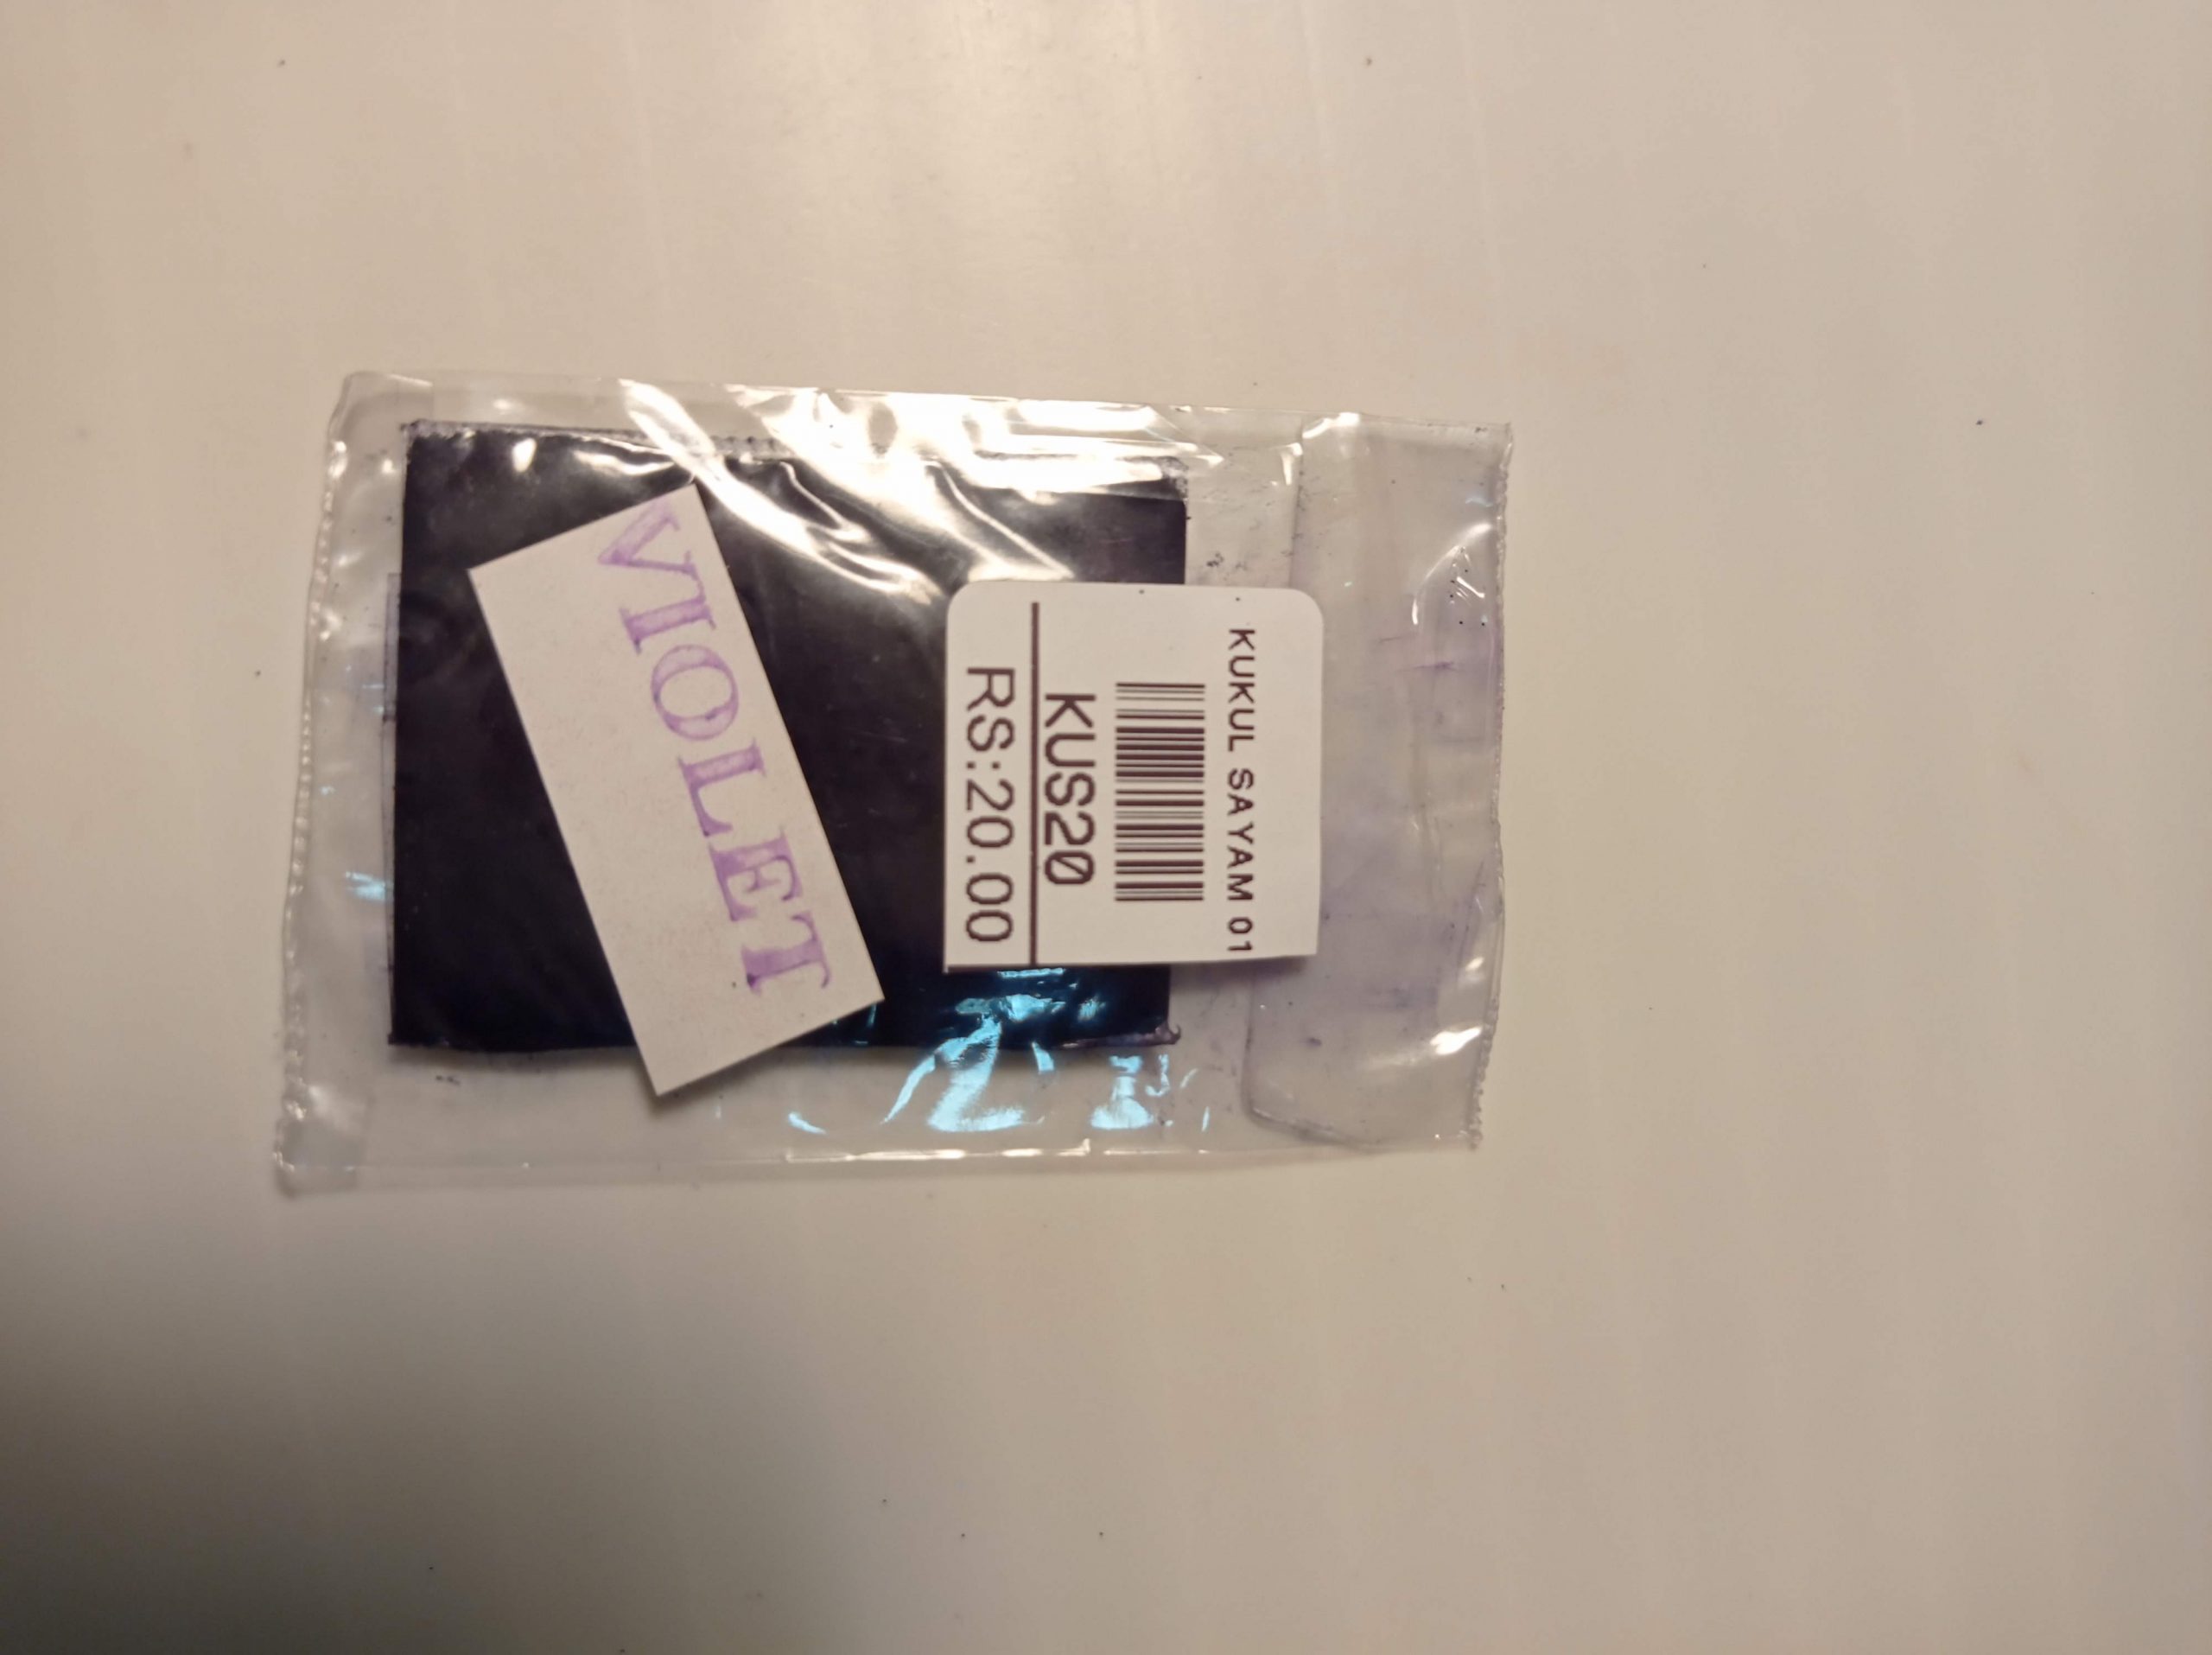 VIOLET
KUKUL SAYAM 01
KUS20
RS:20.00